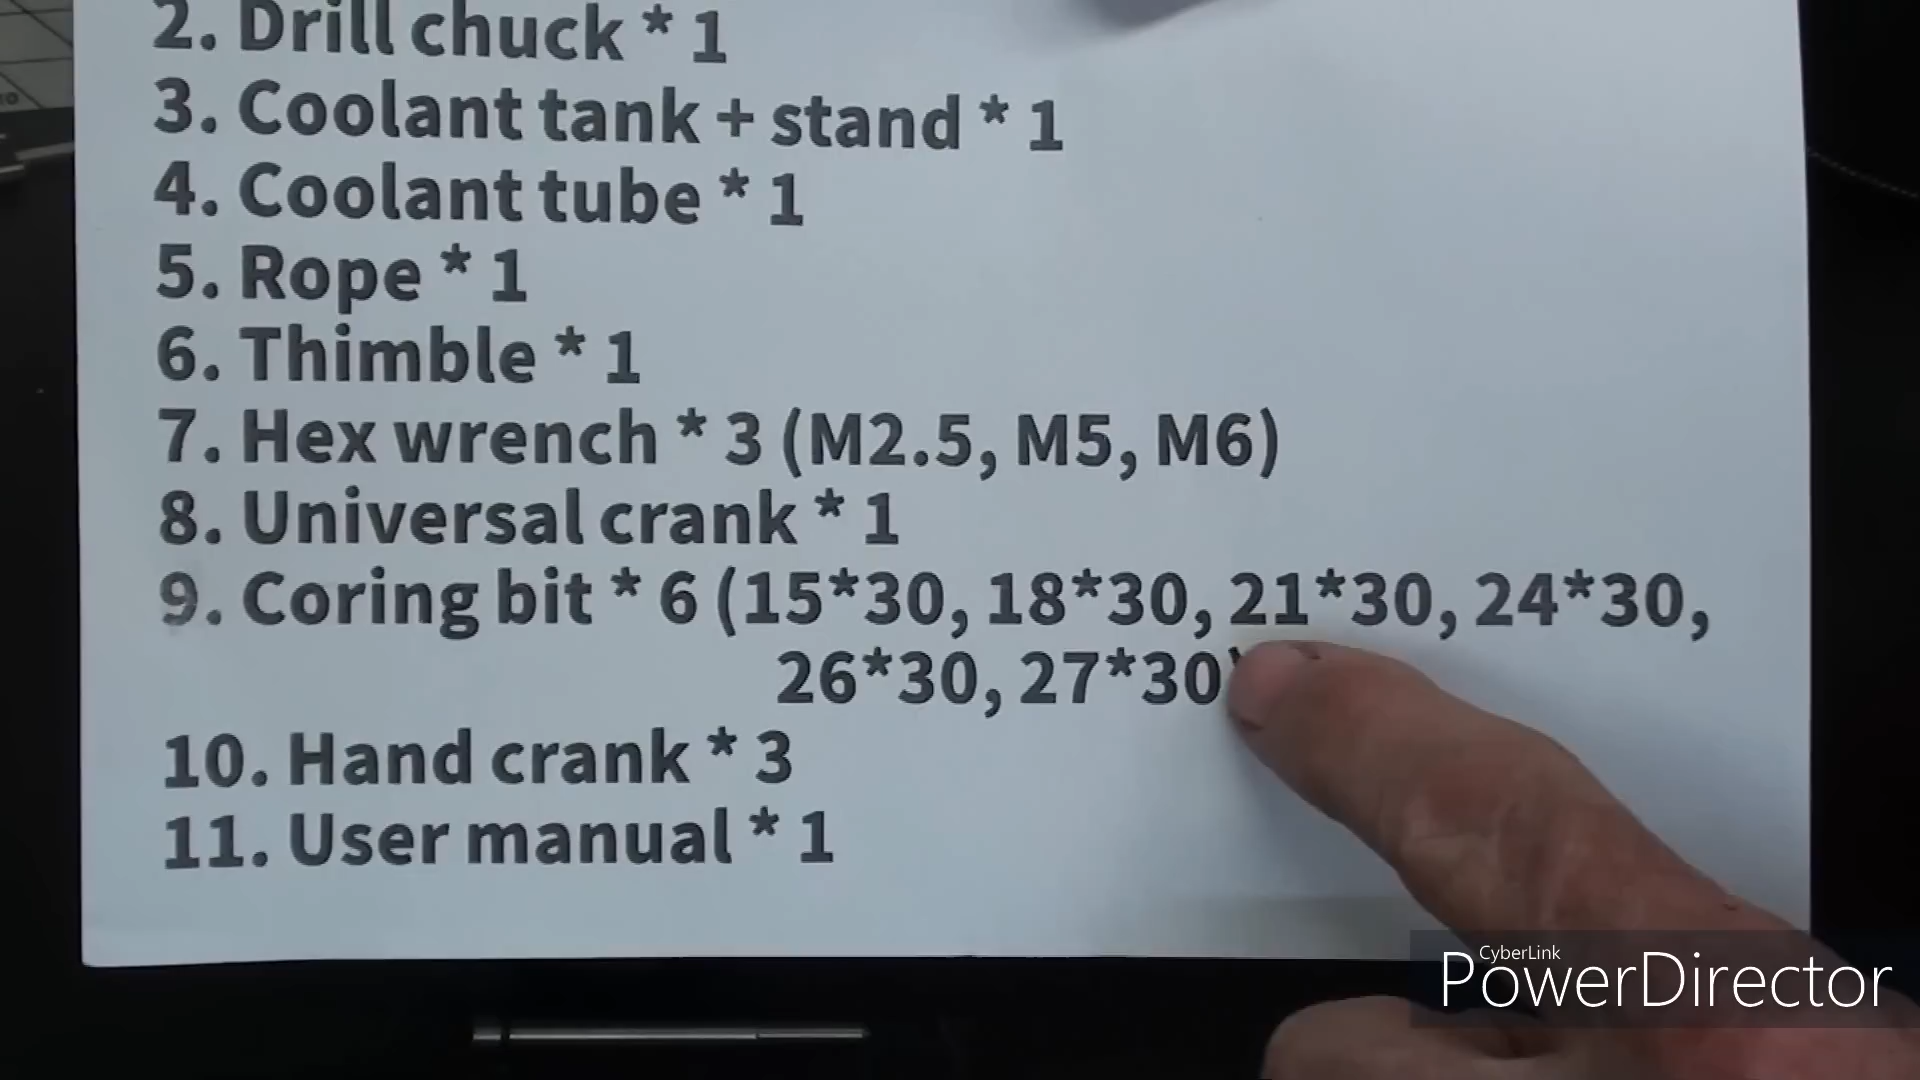 2. Drill chuck * 1
3. Coolant tank + stand * 1
4. Coolant tube * 1
5. Rope * 1
6. Thimble * 1
7. Hex wrench * 3 (M2.5, M5, M6)
8. Universal crank * 1
9. Coring bit * 6 (15*30, 18*30, 21*30, 24*30,
26*30, 27*30)
10. Hand crank * 3
11. User manual * 1
CyberLink
PowerDirector